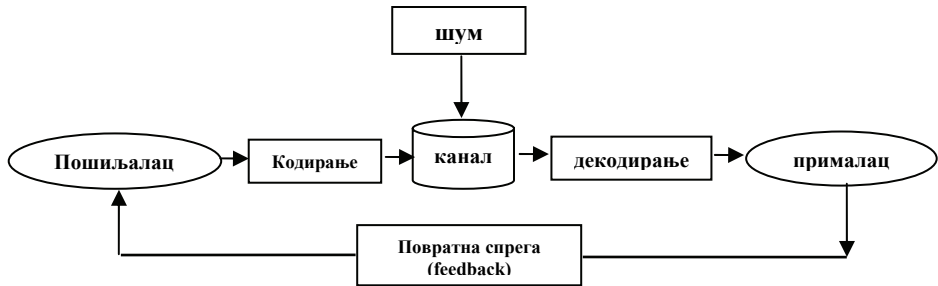 шум
Пошиљалац
Кодирање
канал
декодирање
прималац
Повратна спрега
(feedback)